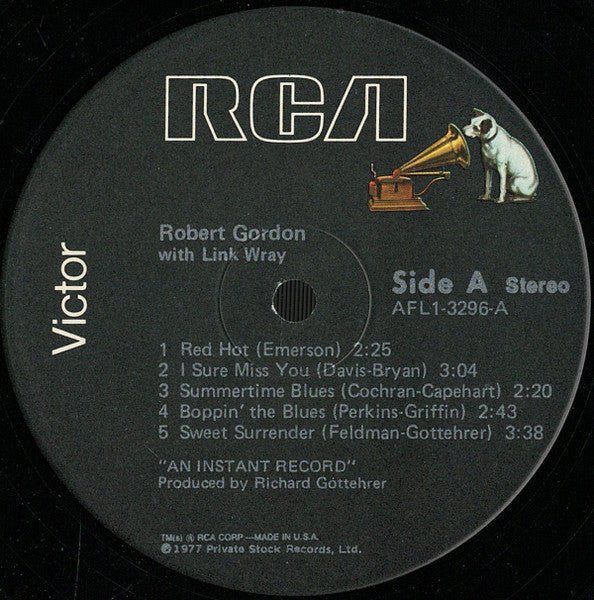 RCA
Victor
Robert Gordon
with Link Wray
Side A Stereo
AFL1-3296-A
1 Red Hot (Emerson) 2:25
2 I Sure Miss You (Davis-Bryan) 3:04
3 Summertime Blues (Cochran-Capehart) 2:20
4 Boppin' the Blues (Perkins-Griffin) 2:43
5 Sweet Surrender (Feldman-Gottehrer) 3:38
"AN INSTANT RECORD"
Produced by Richard Gottehrer
TM(s) ® RCA CORP—MADE IN U.S.A.
℗1977 Private Stock Records, Ltd.